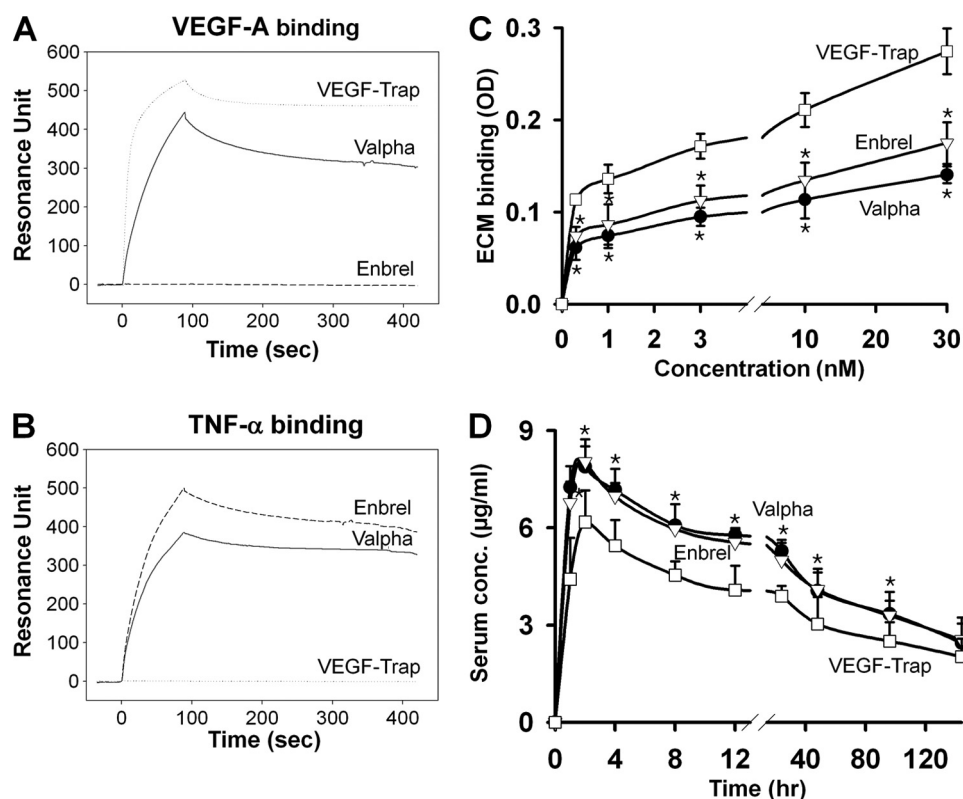 A
VEGF-A binding
600
500
400
300
200
100
0
Resonance Unit
VEGF-Trap
Valpha
Enbrel
0 100 200 300 400
Time (sec)
B
TNF-α binding
600
500
400
300
200
100
0
Resonance Unit
Enbrel
Valpha
VEGF-Trap
0 100 200 300 400
Time (sec)
C
0.3
0.2
0.1
0.0
ECM binding (OD)
VEGF-Trap
Enbrel
Valpha
* * * * *
* * * * *
0 1 2 3 10 20 30
Concentration (nM)
D
9
6
3
0
Serum conc. (µg/ml)
* * * * * * * *
Valpha
Enbrel
VEGF-Trap
0 4 8 12 40 80 120
Time (hr)